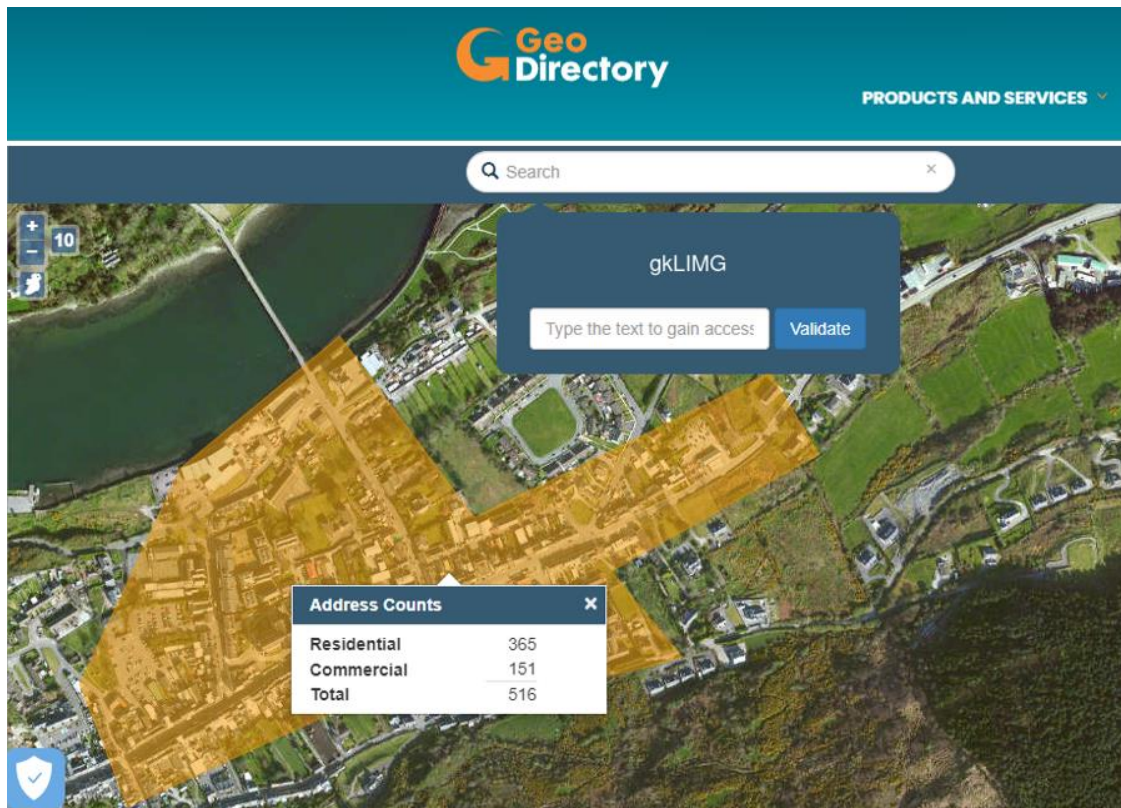 Geo
Directory
PRODUCTS AND SERVICES
Search ×
+
10
−
gkLIMG
Type the text to gain access Validate
Address Counts ×
Residential 365
Commercial 151
Total 516